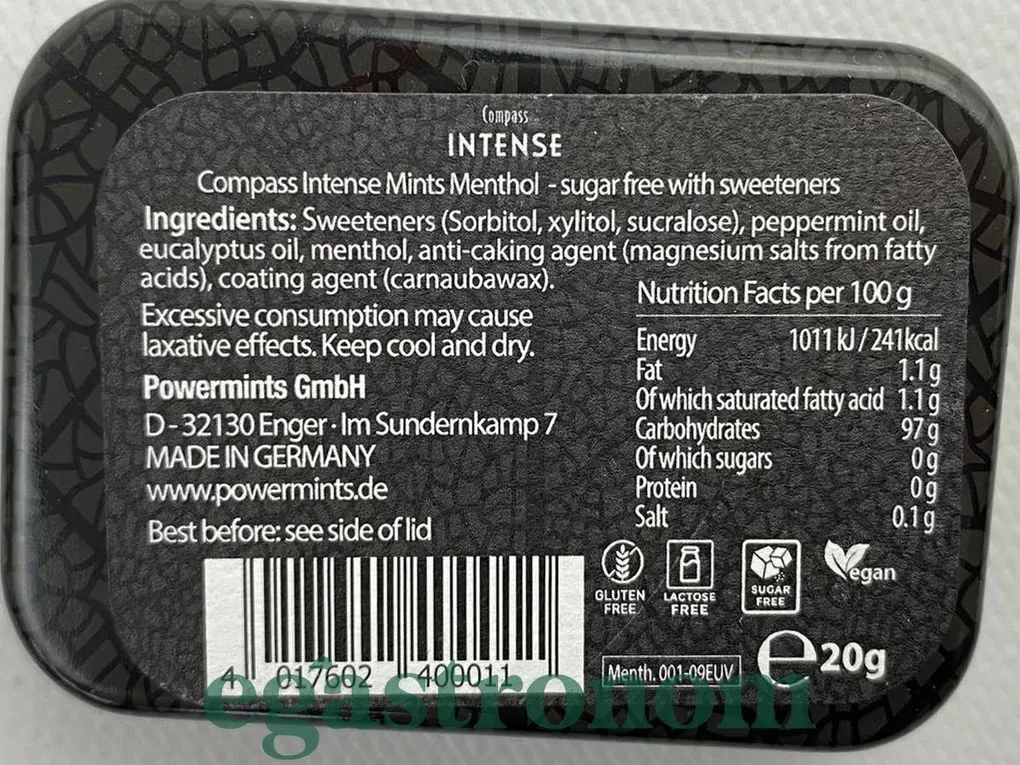 Compass
INTENSE
Compass Intense Mints Menthol - sugar free with sweeteners
Ingredients: Sweeteners (Sorbitol, xylitol, sucralose), peppermint oil,
eucalyptus oil, menthol, anti-caking agent (magnesium salts from fatty
acids), coating agent (carnaubawax).
Excessive consumption may cause
laxative effects. Keep cool and dry.
Powermints GmbH
D-32130 Enger · Im Sundernkamp 7
MADE IN GERMANY
www.powermints.de
Best before: see side of lid
Nutrition Facts per 100 g
Energy 1011 kJ / 241kcal
Fat 1.1 g
Of which saturated fatty acid 1.1 g
Carbohydrates 97 g
Of which sugars 0 g
Protein 0 g
Salt 0.1 g
GLUTEN FREE
LACTOSE FREE
SUGAR FREE
Vegan
Menth. 001-09EUV
e 20g
4 017602 400011
egastronom